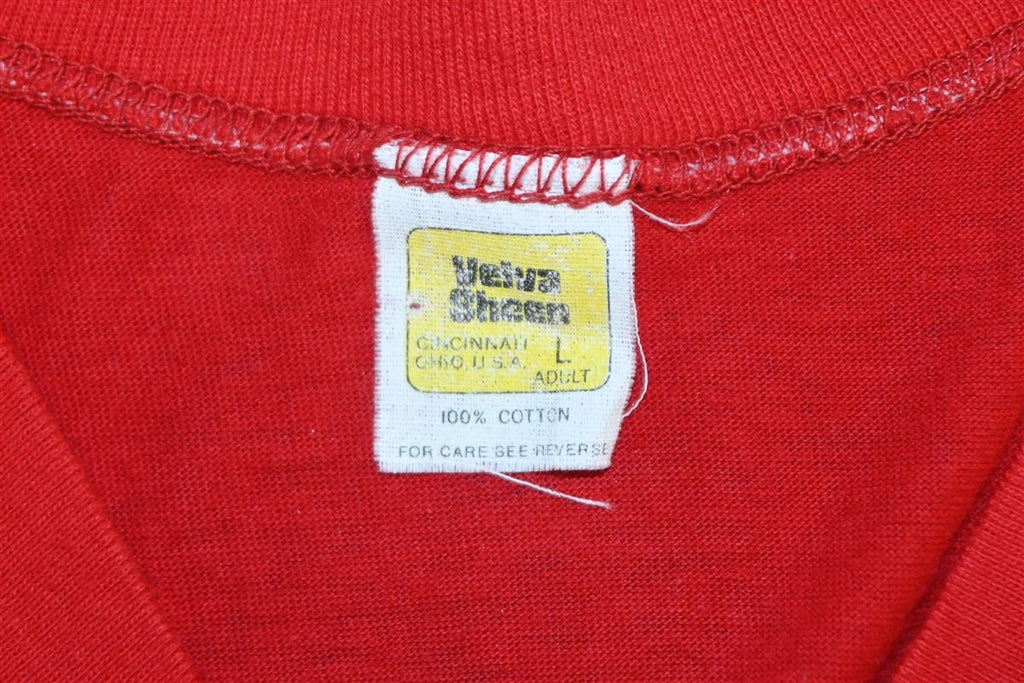 Velva
Sheen
CINCINNATI
OHIO, U.S.A.
L
ADULT
100% COTTON
FOR CARE SEE REVERSE